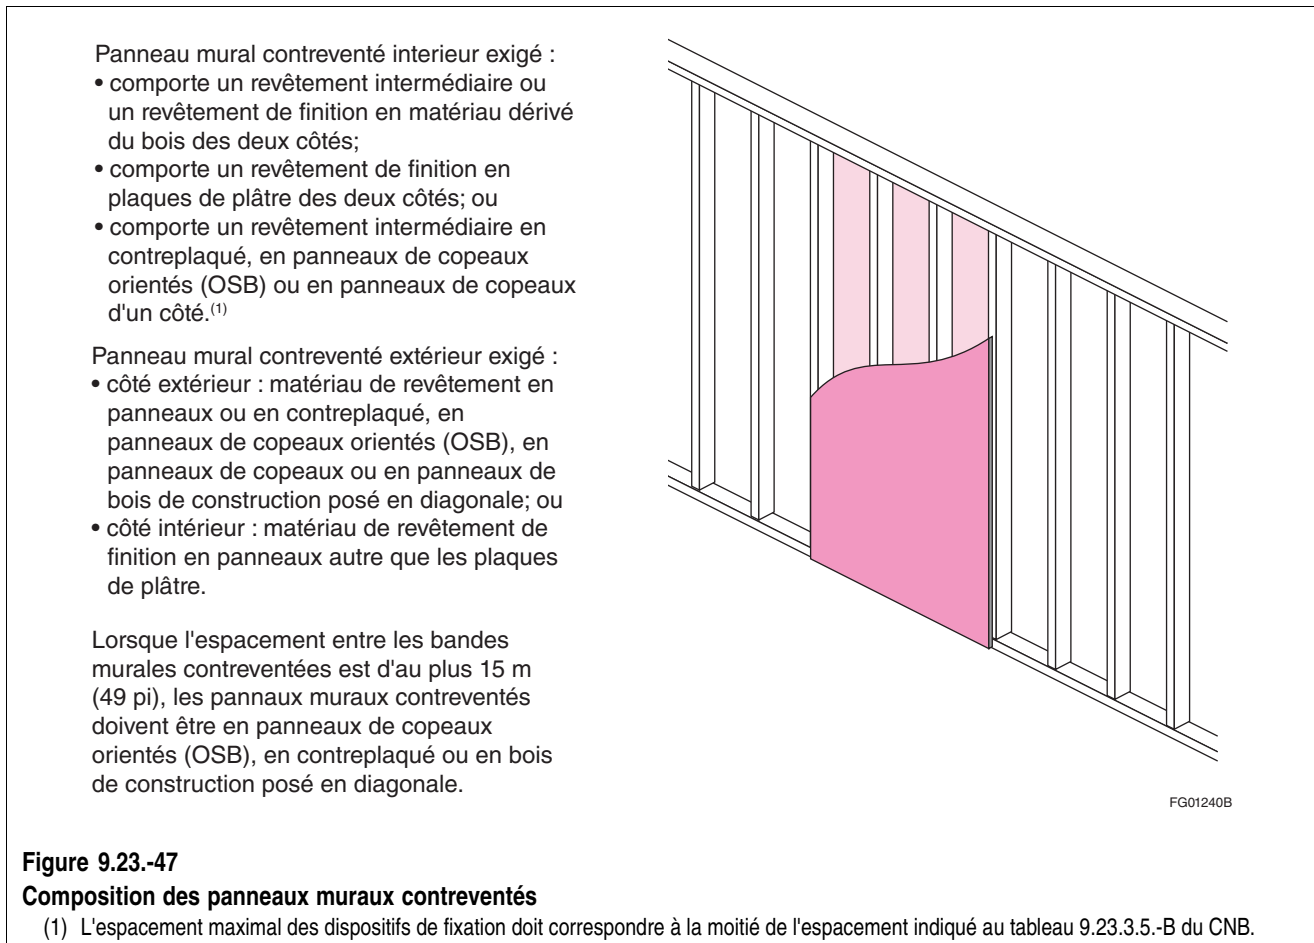 Panneau mural contreventé interieur exigé :
• comporte un revêtement intermédiaire ou
un revêtement de finition en matériau dérivé
du bois des deux côtés;
• comporte un revêtement de finition en
plaques de plâtre des deux côtés; ou
• comporte un revêtement intermédiaire en
contreplaqué, en panneaux de copeaux
orientés (OSB) ou en panneaux de copeaux
d'un côté.(1)
Panneau mural contreventé extérieur exigé :
• côté extérieur : matériau de revêtement en
panneaux ou en contreplaqué, en
panneaux de copeaux orientés (OSB), en
panneaux de copeaux ou en panneaux de
bois de construction posé en diagonale; ou
• côté intérieur : matériau de revêtement de
finition en panneaux autre que les plaques
de plâtre.
Lorsque l'espacement entre les bandes
murales contreventées est d'au plus 15 m
(49 pi), les pannaux muraux contreventés
doivent être en panneaux de copeaux
orientés (OSB), en contreplaqué ou en bois
de construction posé en diagonale.
FG01240B
Figure 9.23.-47
Composition des panneaux muraux contreventés
(1) L'espacement maximal des dispositifs de fixation doit correspondre à la moitié de l'espacement indiqué au tableau 9.23.3.5.-B du CNB.